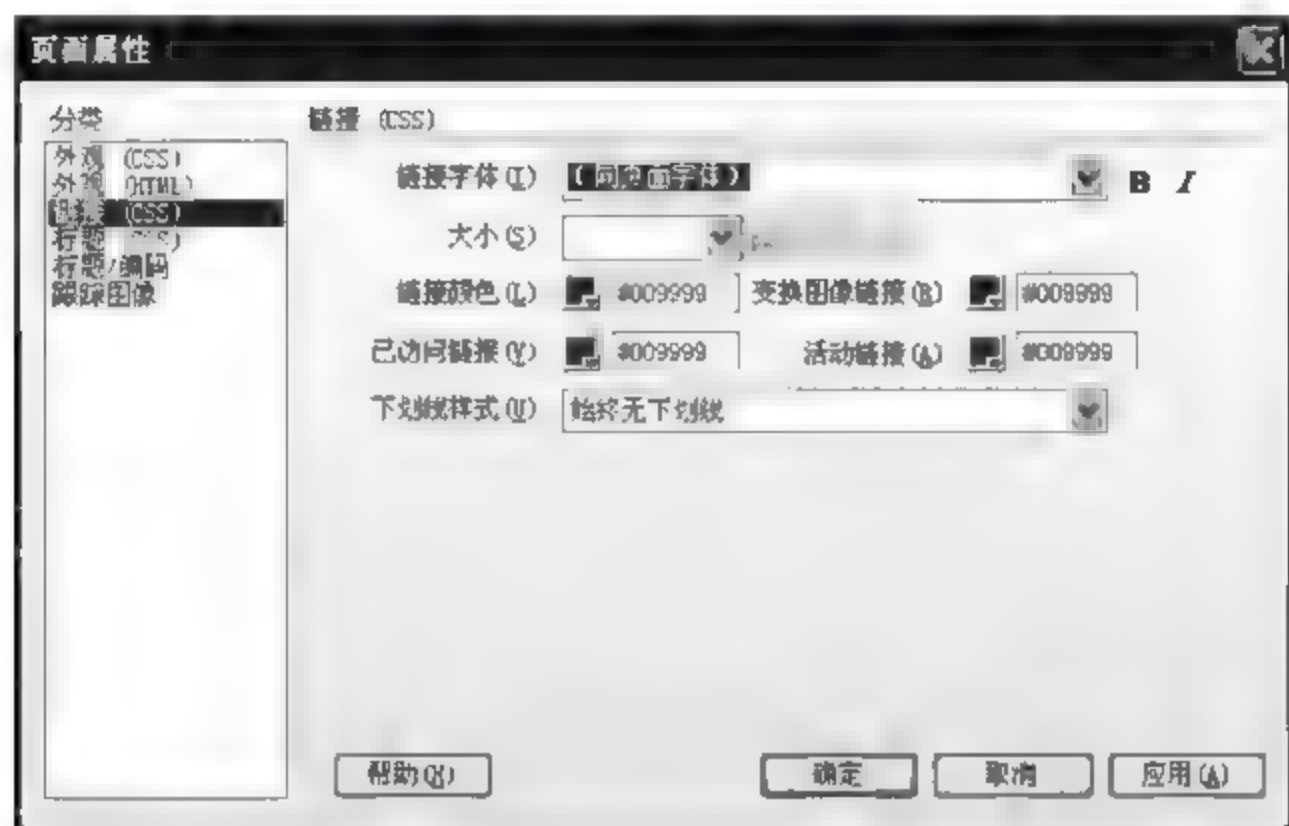 页面属性
分类
外观 (CSS)
外观 (HTML)
链接 (CSS)
标题 (CSS)
标题/编码
跟踪图像
链接 (CSS)
链接字体(I) (同页面字体) B I
大小(S)
链接颜色(L) #009999 变换图像链接(R) #009999
已访问链接(V) #009999 活动链接(A) #009999
下划线样式(U) 始终无下划线
帮助(H) 确定 取消 应用(A)